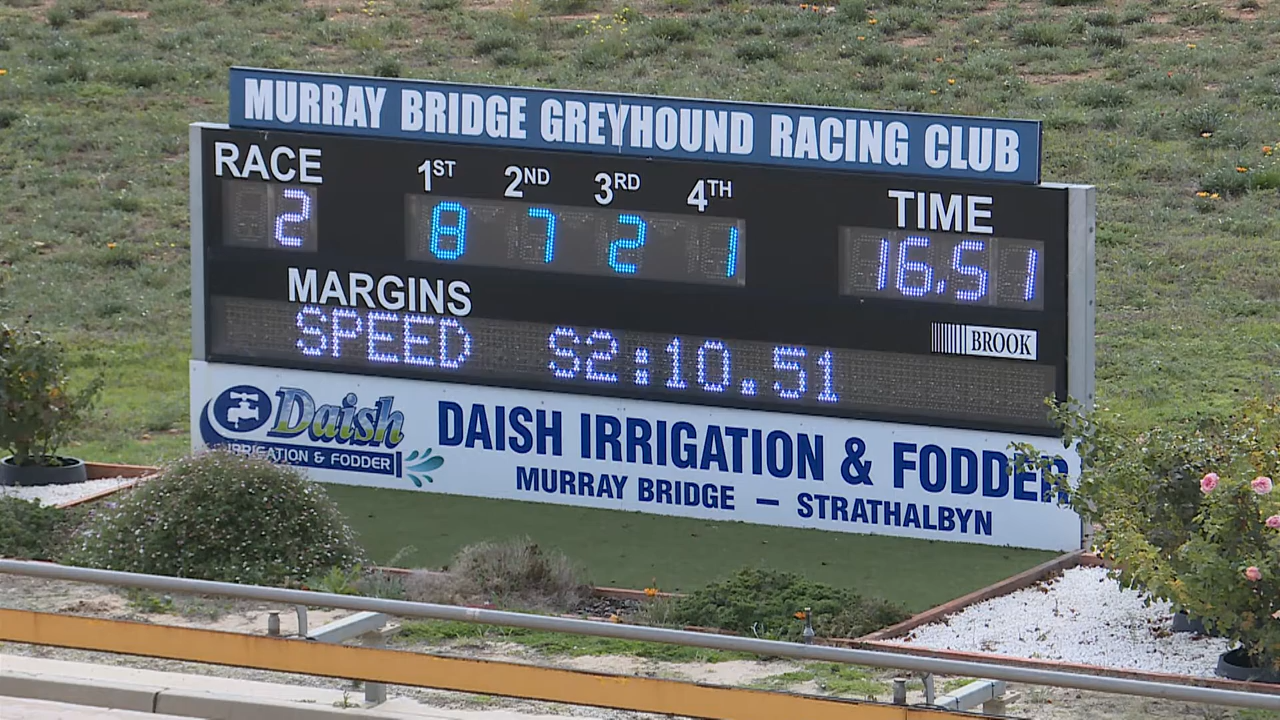 MURRAY BRIDGE GREYHOUND RACING CLUB
RACE 1ST 2ND 3RD 4TH TIME
2 8 7 2 1 16.51
MARGINS
BROOK
SPEED S2:10.51
Daish
IRRIGATION & FODDER
DAISH IRRIGATION & FODDER
MURRAY BRIDGE – STRATHALBYN